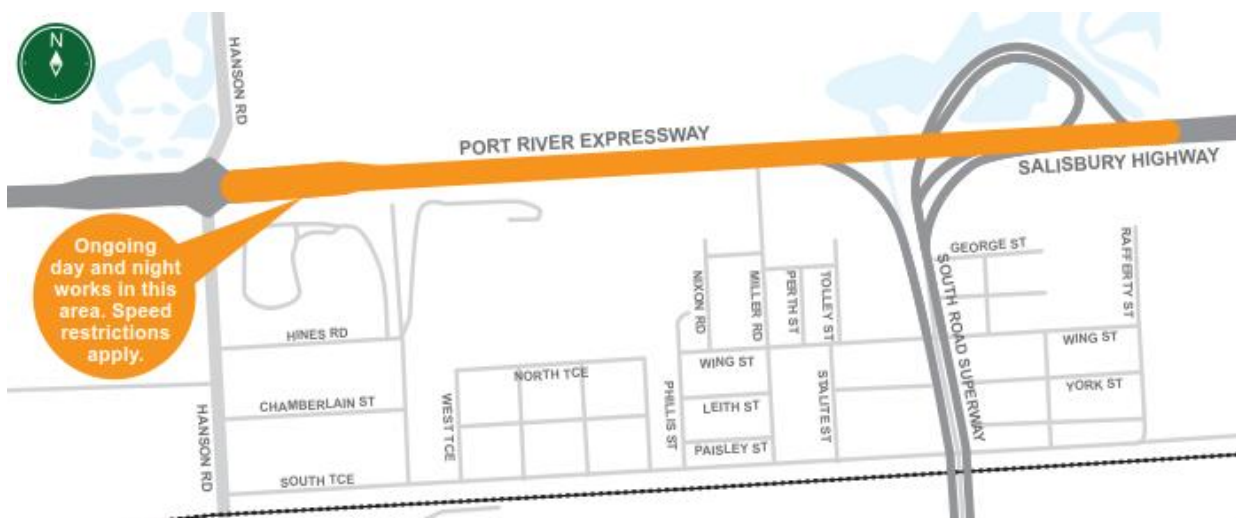 N
HANSON RD
PORT RIVER EXPRESSWAY
SALISBURY HIGHWAY
Ongoing
day and night
works in this
area. Speed
restrictions
apply.
GEORGE ST
RAFFERTY ST
SOUTH ROAD SUPERWAY
NIXON RD
MILLER RD
PERTH ST
TOLLEY ST
HINES RD
WING ST
WING ST
NORTH TCE
STALITE ST
YORK ST
CHAMBERLAIN ST
HANSON RD
WEST TCE
PHILLIS ST
LEITH ST
PAISLEY ST
SOUTH TCE